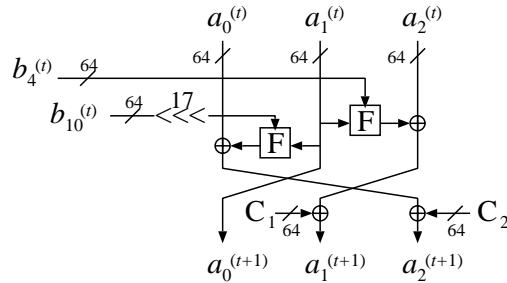 a₀⁽ᵗ⁾ a₁⁽ᵗ⁾ a₂⁽ᵗ⁾
64 64 64
b₄⁽ᵗ⁾ 64
b₁₀⁽ᵗ⁾ 64 <<< 17
F
F
C₁ 64 64 C₂
a₀⁽ᵗ⁺¹⁾ a₁⁽ᵗ⁺¹⁾ a₂⁽ᵗ⁺¹⁾